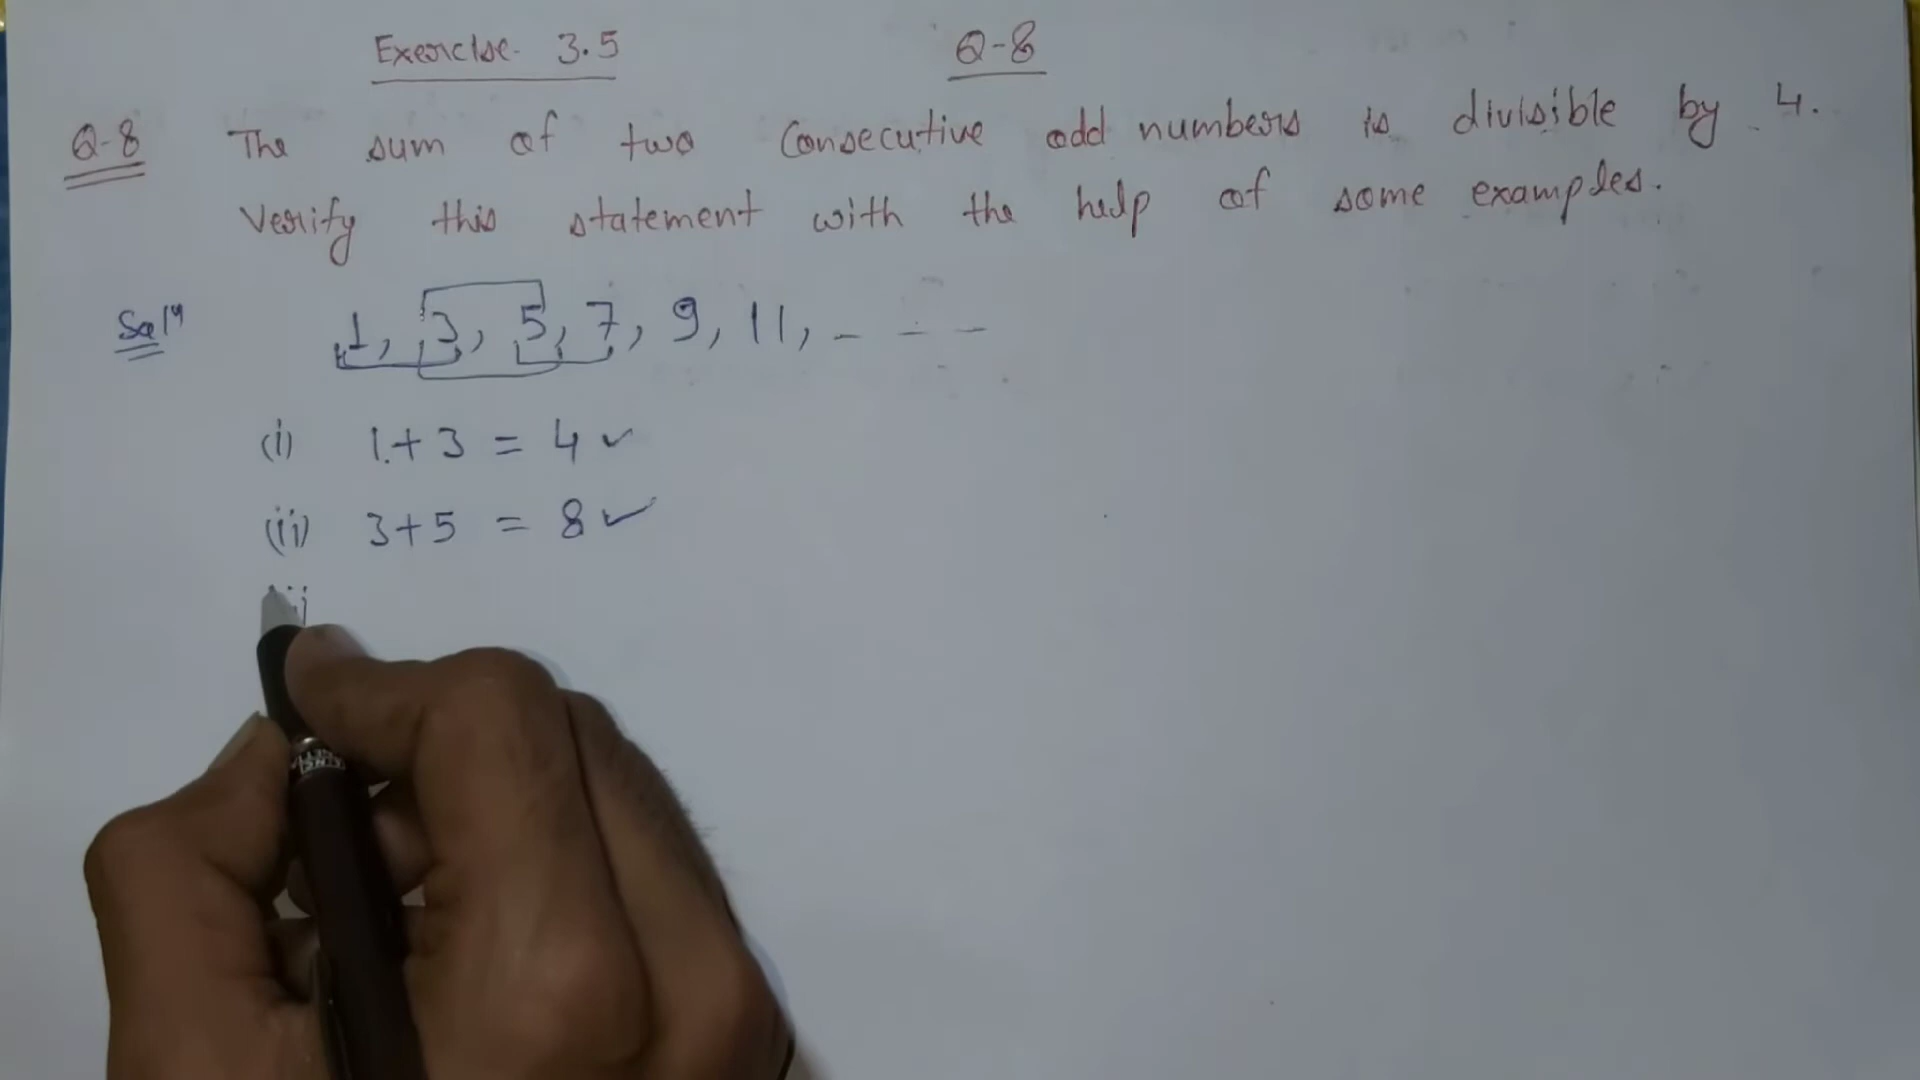 Exercise 3.5 Q-8
Q-8 The sum of two Consecutive odd numbers is divisible by 4.
Verify this statement with the help of some examples.
Solⁿ 1, 3, 5, 7, 9, 11, - - -
(i) 1+3 = 4 ✓
(ii) 3+5 = 8 ✓